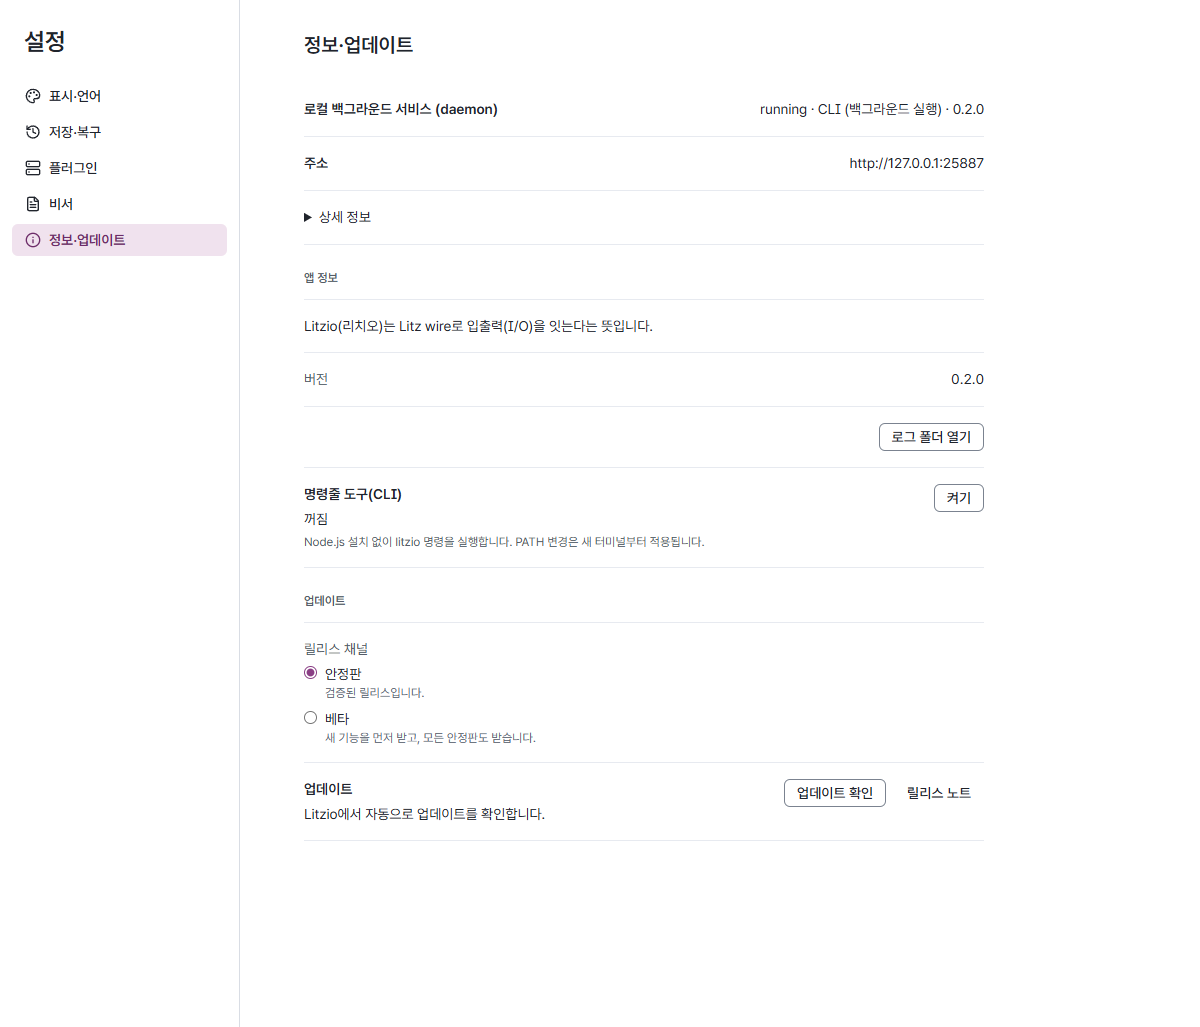 설정
표시·언어
저장·복구
플러그인
비서
정보·업데이트
정보·업데이트
로컬 백그라운드 서비스 (daemon)
running · CLI (백그라운드 실행) · 0.2.0
주소
http://127.0.0.1:25887
상세 정보
앱 정보
Litzio(리치오)는 Litz wire로 입출력(I/O)을 잇는다는 뜻입니다.
버전
0.2.0
로그 폴더 열기
명령줄 도구(CLI)
켜기
꺼짐
Node.js 설치 없이 litzio 명령을 실행합니다. PATH 변경은 새 터미널부터 적용됩니다.
업데이트
릴리스 채널
안정판
검증된 릴리스입니다.
베타
새 기능을 먼저 받고, 모든 안정판도 받습니다.
업데이트
업데이트 확인
릴리스 노트
Litzio에서 자동으로 업데이트를 확인합니다.